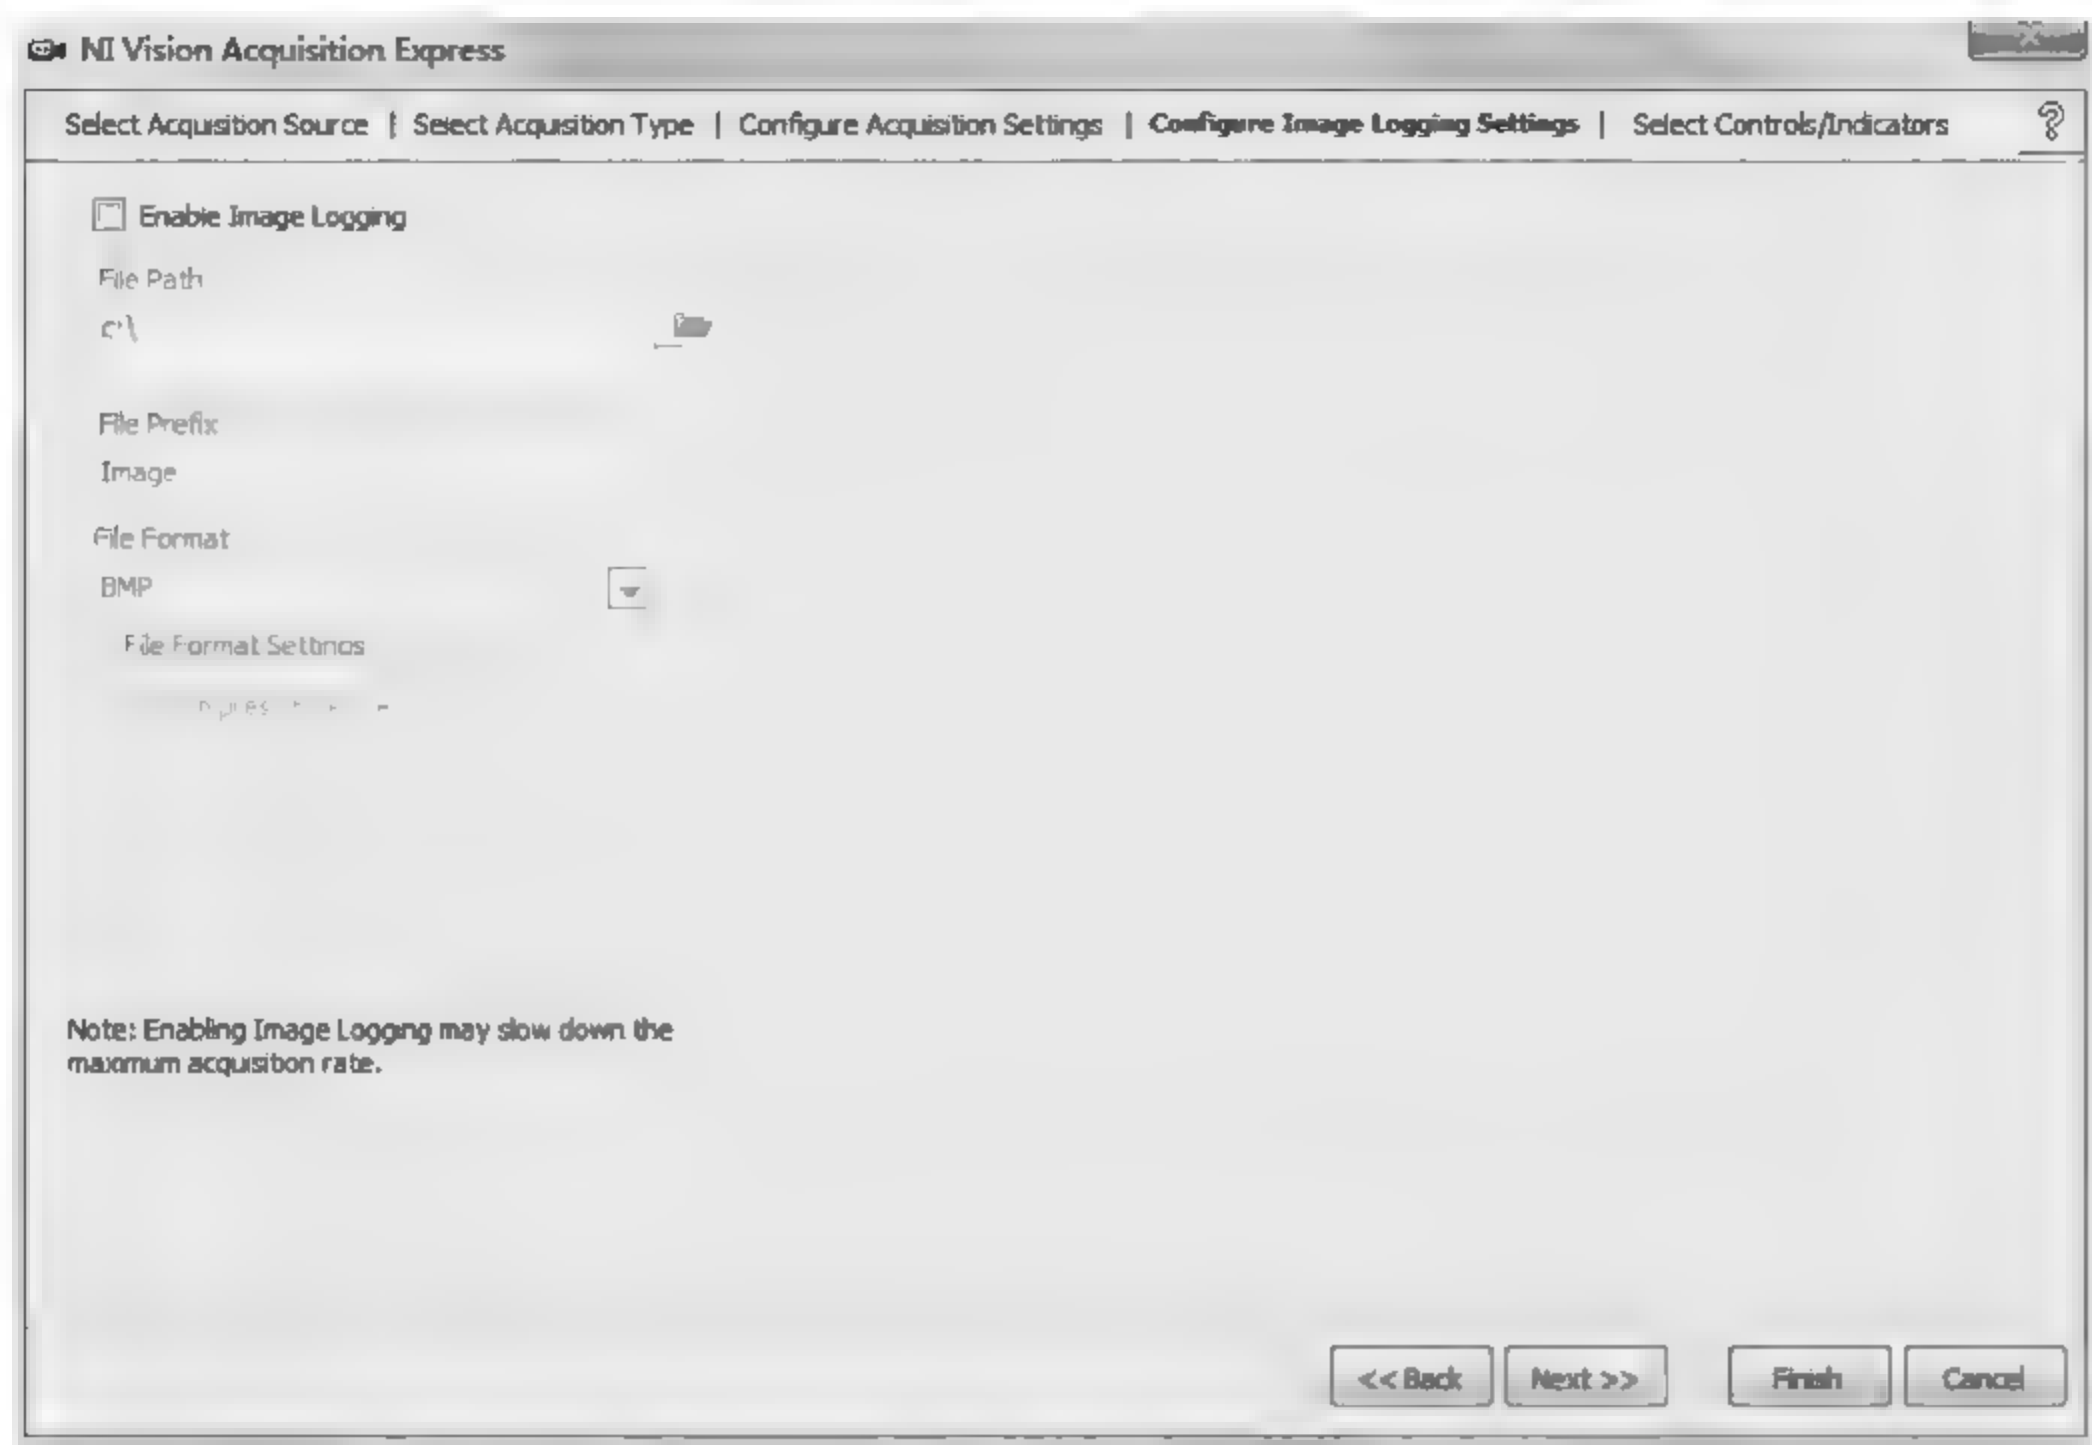 NI Vision Acquisition Express
Select Acquisition Source | Select Acquisition Type | Configure Acquisition Settings | Configure Image Logging Settings | Select Controls/Indicators ?
Enable Image Logging
File Path
c:\
File Prefix
Image
File Format
BMP
File Format Settings
Note: Enabling Image Logging may slow down the
maximum acquisition rate.
<< Back Next >> Finish Cancel